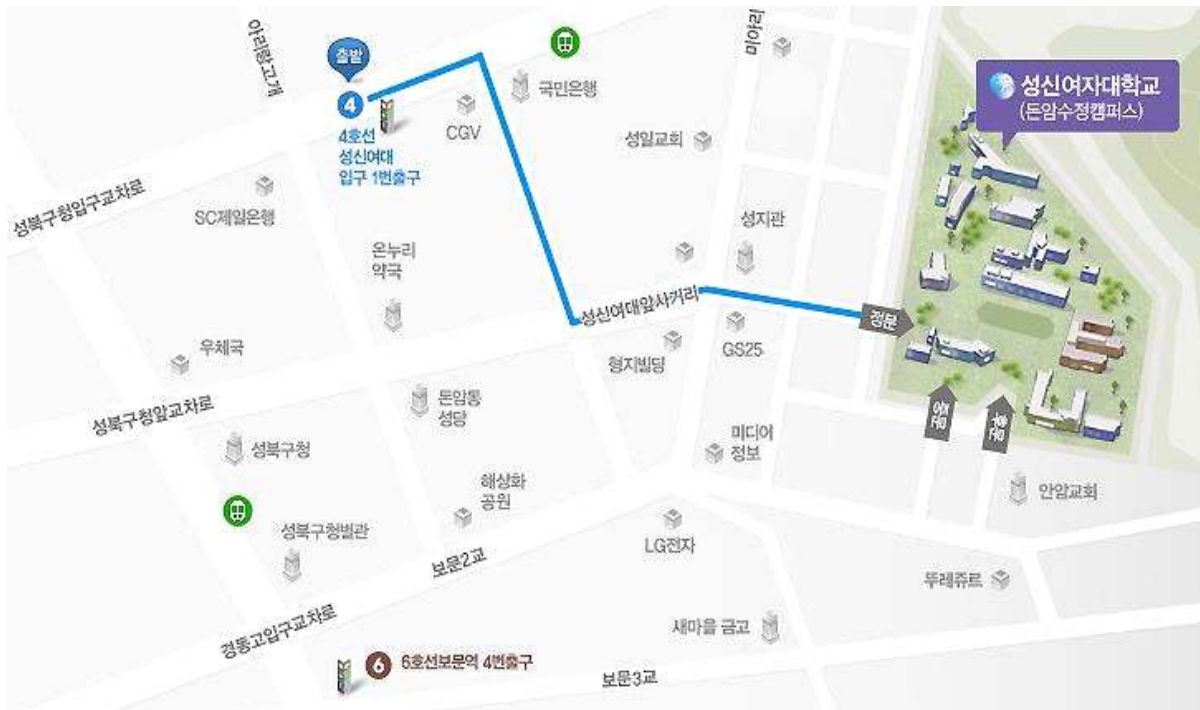 아리랑고개
출발
4
4호선
성신여대
입구 1번출구
CGV
국민은행
미아리
성신여자대학교
(돈암수정캠퍼스)
성일교회
성북구청입구교차로
SC제일은행
온누리
약국
성지관
성신여대앞사거리
정문
GS25
형지빌딩
우체국
성북구청앞교차로
돈암동
성당
성북구청
미디어
정보
후문
안암교회
해상화
공원
성북구청별관
보문2교
LG전자
뚜레쥬르
경동고입구교차로
새마을 금고
6
6호선보문역 4번출구
보문3교